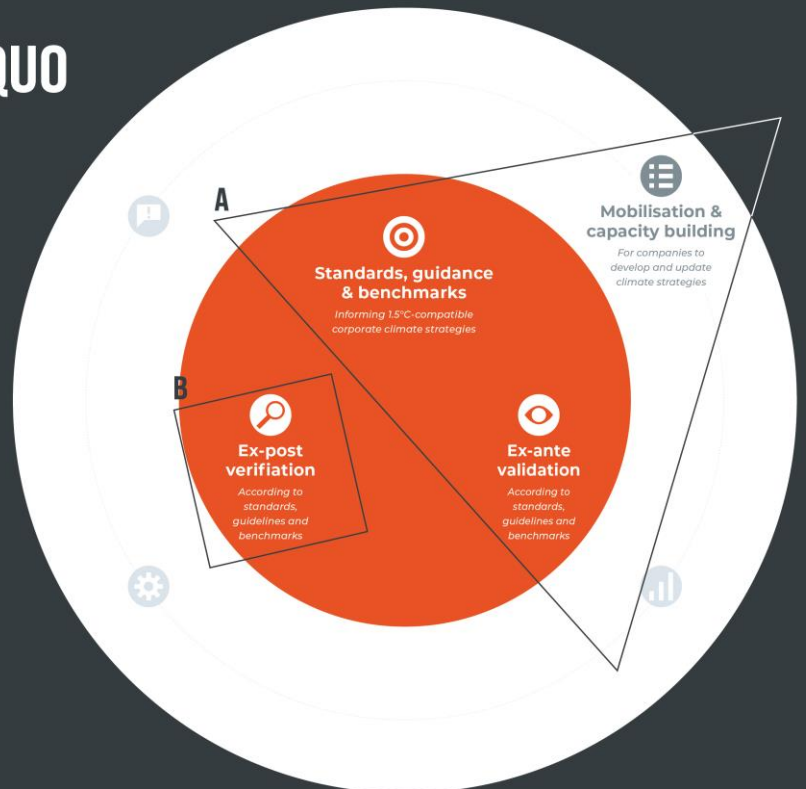 QUO
A
Standards, guidance
& benchmarks
Informing 1.5°C-compatible
corporate climate strategies
Mobilisation &
capacity building
For companies to
develop and update
climate strategies
B
Ex-post
verifiation
According to
standards,
guidelines and
benchmarks
Ex-ante
validation
According to
standards,
guidelines and
benchmarks